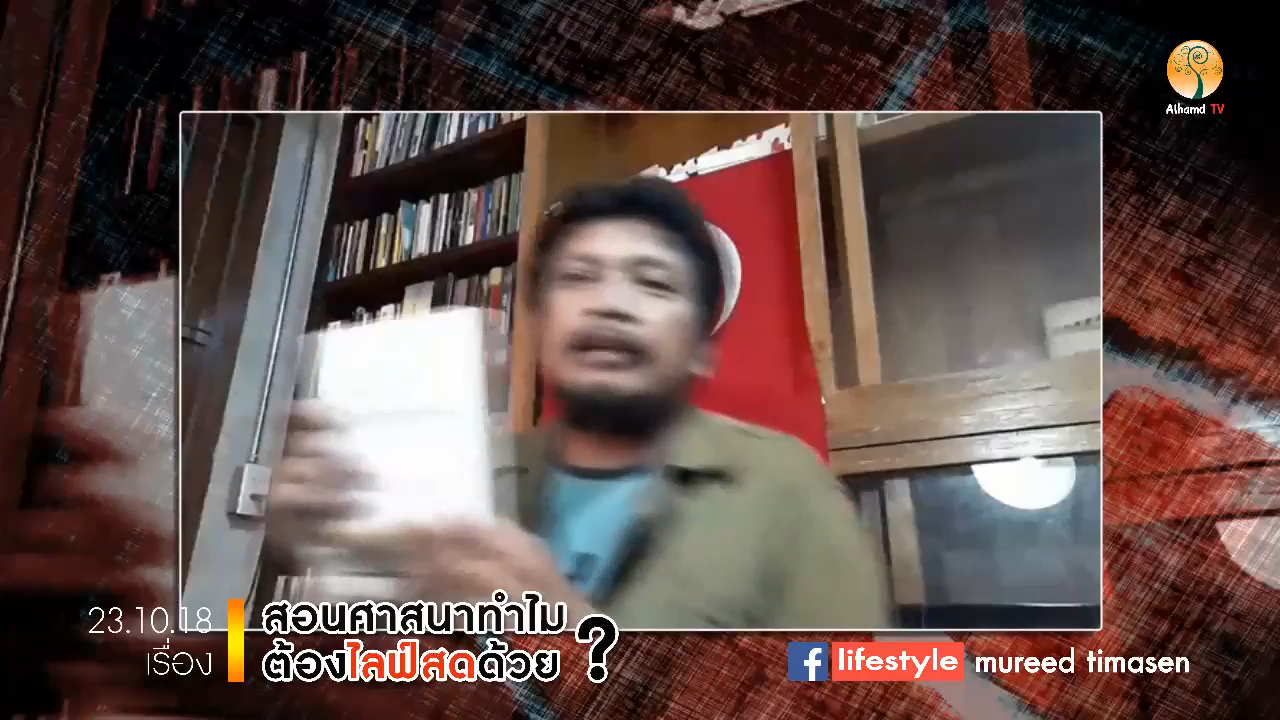 Alhamd TV
23.10.18
เรื่อง
สอนศาสนาทำไม
ต้องไลฟ์สดด้วย ?
f lifestyle mureed timasen